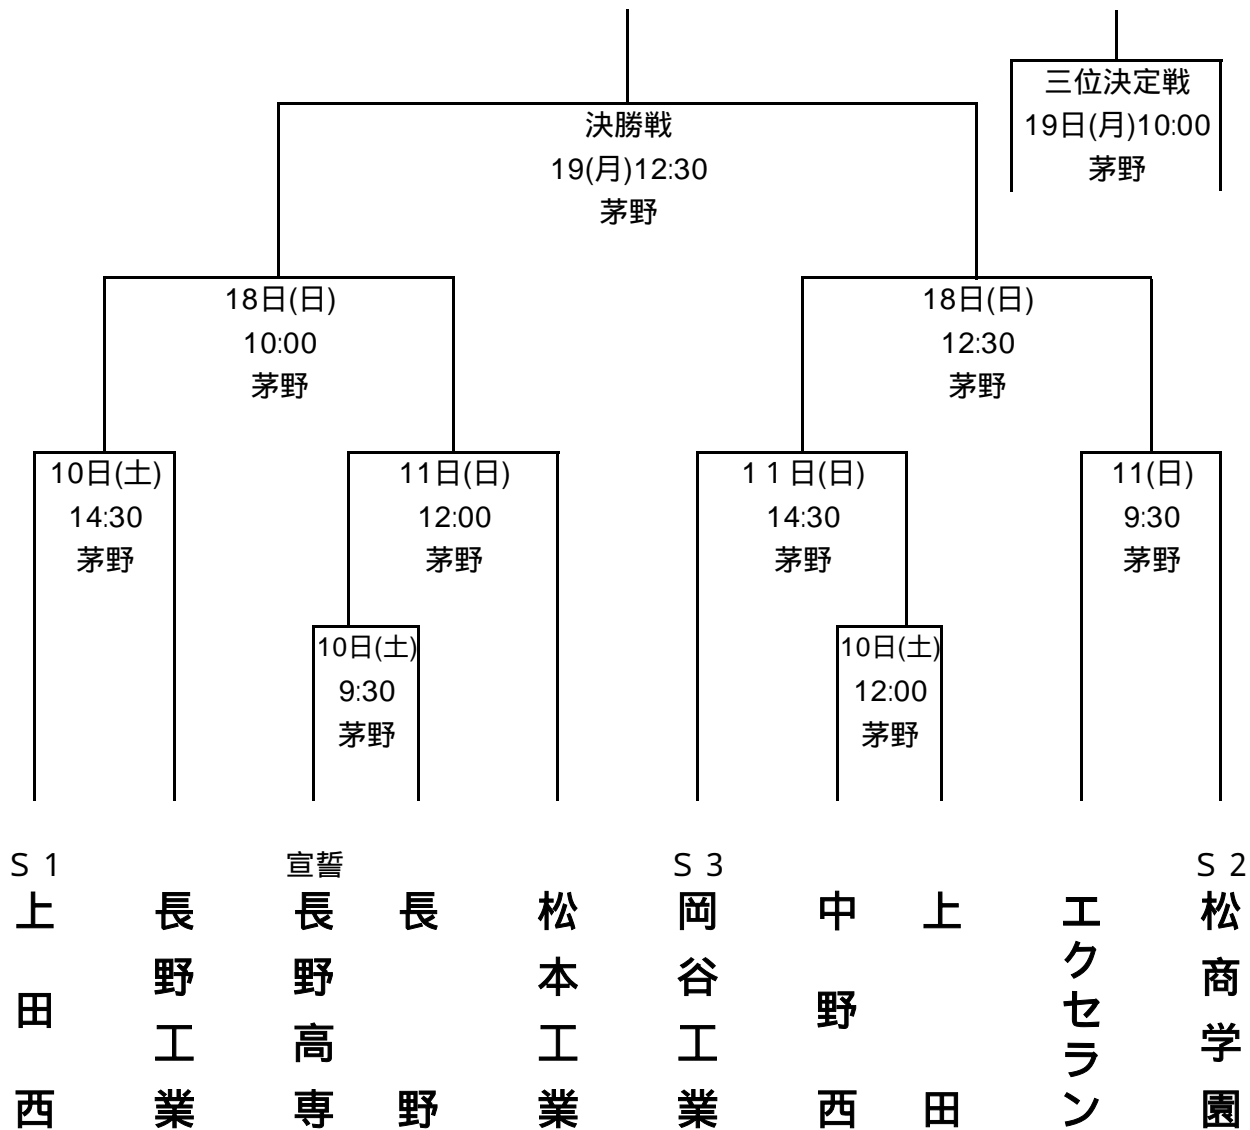 三位決定戦
19日(月)10:00
茅野
決勝戦
19(月)12:30
茅野
18日(日)
10:00
茅野
18日(日)
12:30
茅野
10日(土)
14:30
茅野
11日(日)
12:00
茅野
1１日(日)
14:30
茅野
11(日)
9:30
茅野
10日(土)
9:30
茅野
10日(土)
12:00
茅野
S 1
上田西
長野工業
宣誓
長野高専
長野
松本工業
S 3
岡谷工業
中野西
上田
エクセラン
S 2
松商学園